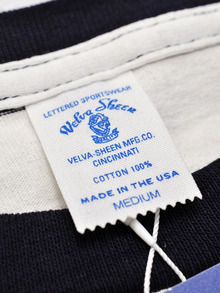 LETTERED SPORTSWEAR
Velva Sheen
VELVA-SHEEN MFG.CO.
CINCINNATI
COTTON 100%
MADE IN THE USA
MEDIUM